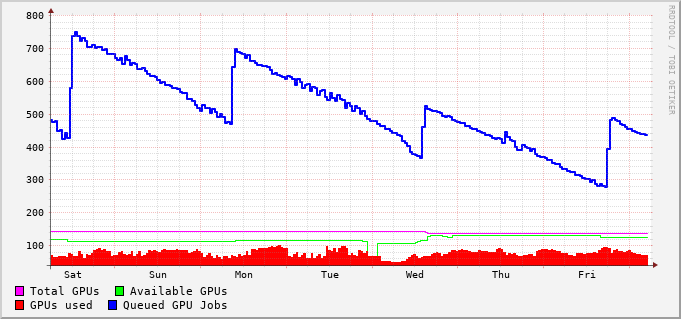 800
700
600
500
400
300
200
100
Sat Sun Mon Tue Wed Thu Fri
Total GPUs Available GPUs
GPUs used Queued GPU Jobs
RRDTOOL / TOBI OETIKER